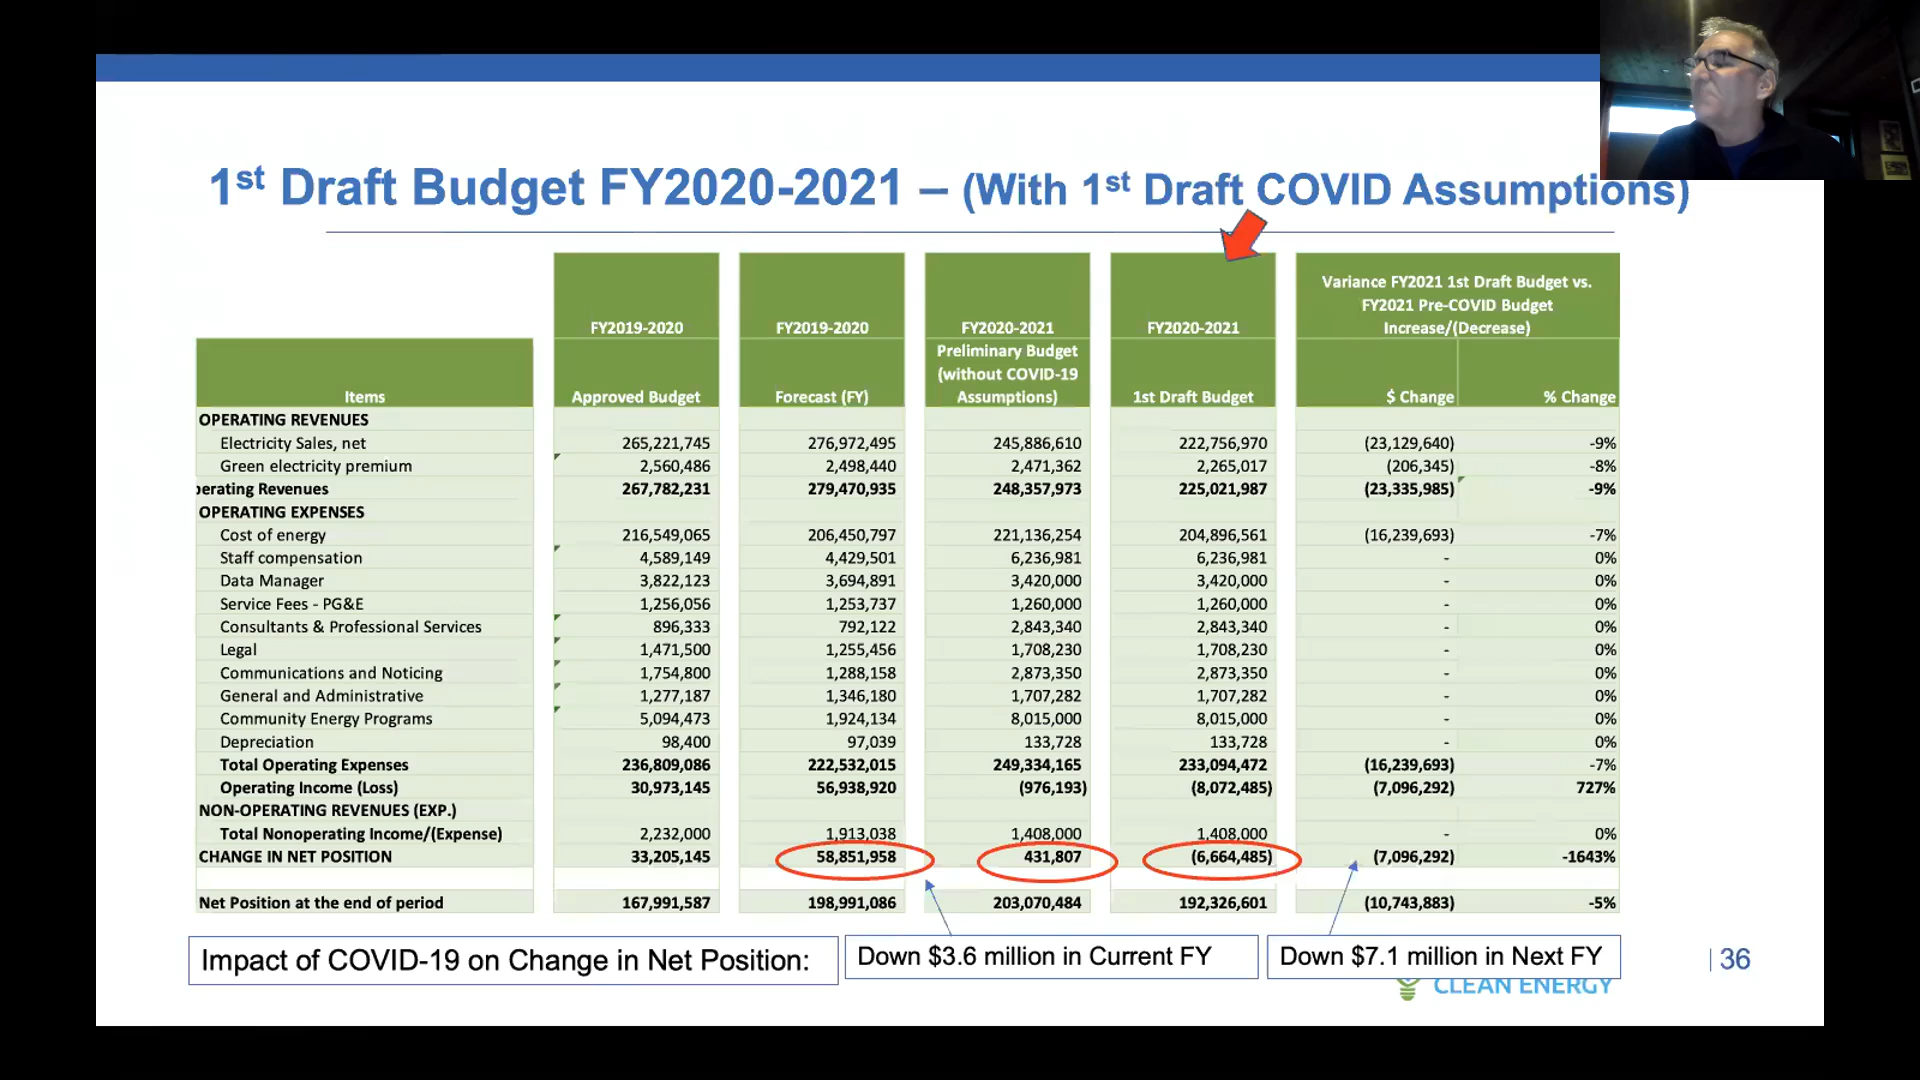 1st Draft Budget FY2020-2021 – (With 1st Draft COVID Assumptions)
Variance FY2021 1st Draft Budget vs.
FY2021 Pre-COVID Budget
FY2019-2020 FY2019-2020 FY2020-2021 FY2020-2021 Increase/(Decrease)
Preliminary Budget
(without COVID-19
Items Approved Budget Forecast (FY) Assumptions) 1st Draft Budget $ Change % Change
OPERATING REVENUES
Electricity Sales, net 265,221,745 276,972,495 245,886,610 222,756,970 (23,129,640) -9%
Green electricity premium 2,560,486 2,498,440 2,471,362 2,265,017 (206,345) -8%
perating Revenues 267,782,231 279,470,935 248,357,973 225,021,987 (23,335,985) -9%
OPERATING EXPENSES
Cost of energy 216,549,065 206,450,797 221,136,254 204,896,561 (16,239,693) -7%
Staff compensation 4,589,149 4,429,501 6,236,981 6,236,981 - 0%
Data Manager 3,822,123 3,694,891 3,420,000 3,420,000 - 0%
Service Fees - PG&E 1,256,056 1,253,737 1,260,000 1,260,000 - 0%
Consultants & Professional Services 896,333 792,122 2,843,340 2,843,340 - 0%
Legal 1,471,500 1,255,456 1,708,230 1,708,230 - 0%
Communications and Noticing 1,754,800 1,288,158 2,873,350 2,873,350 - 0%
General and Administrative 1,277,187 1,346,180 1,707,282 1,707,282 - 0%
Community Energy Programs 5,094,473 1,924,134 8,015,000 8,015,000 - 0%
Depreciation 98,400 97,039 133,728 133,728 - 0%
Total Operating Expenses 236,809,086 222,532,015 249,334,165 233,094,472 (16,239,693) -7%
Operating Income (Loss) 30,973,145 56,938,920 (976,193) (8,072,485) (7,096,292) 727%
NON-OPERATING REVENUES (EXP.)
Total Nonoperating Income/(Expense) 2,232,000 1,913,038 1,408,000 1,408,000 - 0%
CHANGE IN NET POSITION 33,205,145 58,851,958 431,807 (6,664,485) (7,096,292) -1643%
Net Position at the end of period 167,991,587 198,991,086 203,070,484 192,326,601 (10,743,883) -5%
Impact of COVID-19 on Change in Net Position: Down $3.6 million in Current FY Down $7.1 million in Next FY
36
CLEAN ENERGY